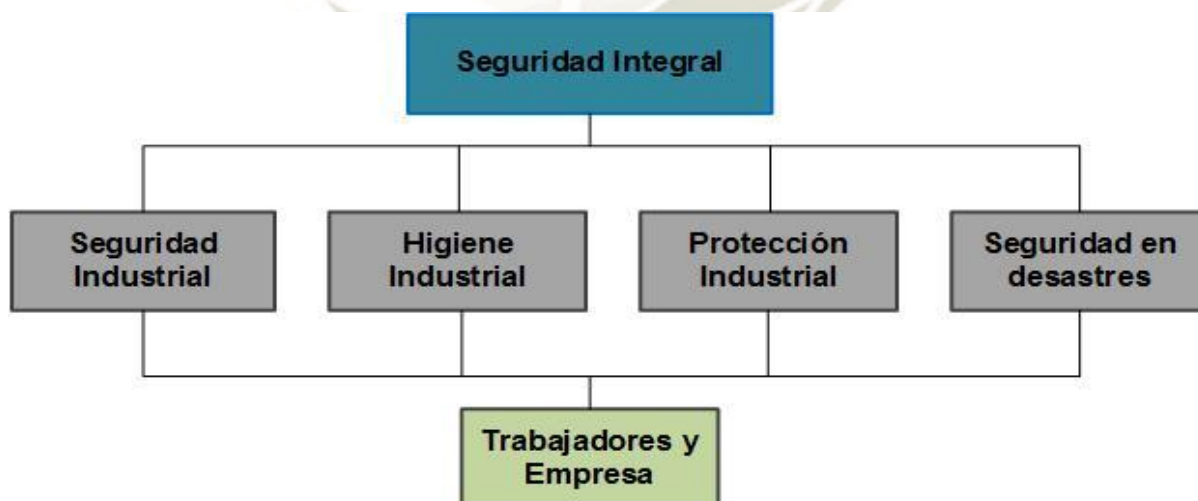 Seguridad Integral
Seguridad
Industrial
Higiene
Industrial
Protección
Industrial
Seguridad en
desastres
Trabajadores y
Empresa